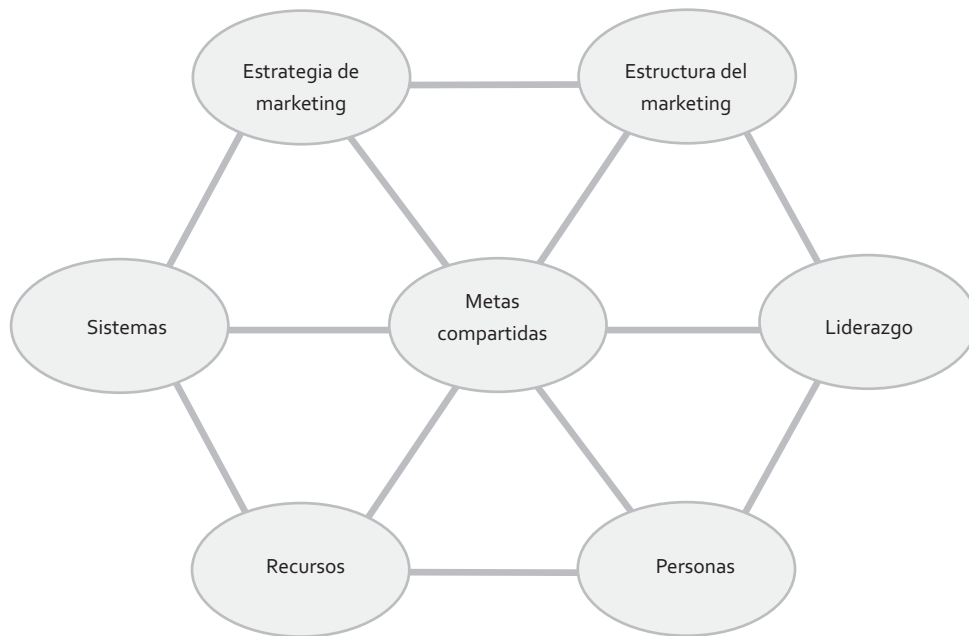 Estrategia de
marketing
Estructura del
marketing
Sistemas
Metas
compartidas
Liderazgo
Recursos
Personas